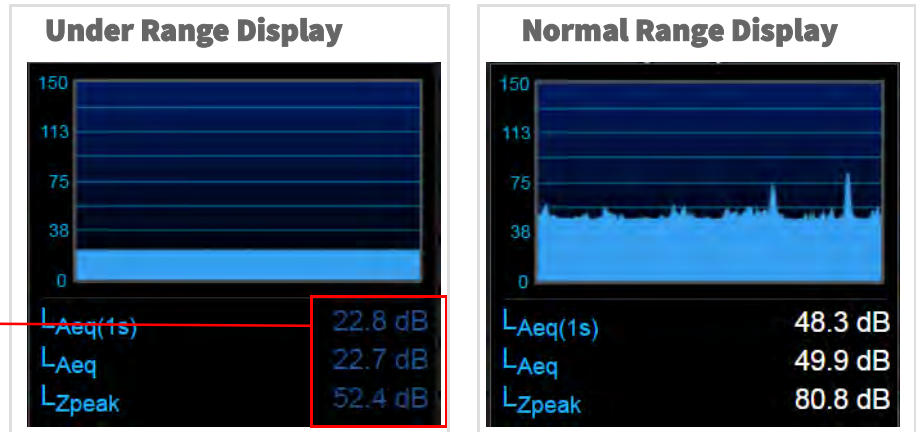 Under Range Display
150
113
75
38
0
LAeq(1s) 22.8 dB
LAeq 22.7 dB
LZpeak 52.4 dB
Normal Range Display
150
113
75
38
0
LAeq(1s) 48.3 dB
LAeq 49.9 dB
LZpeak 80.8 dB